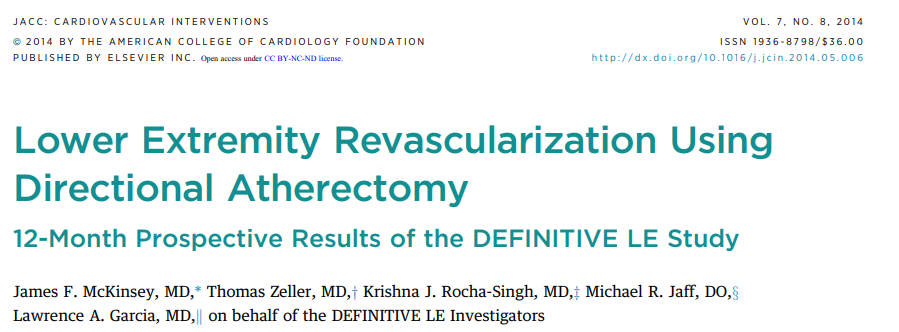 JACC: CARDIOVASCULAR INTERVENTIONS VOL. 7, NO. 8, 2014
© 2014 BY THE AMERICAN COLLEGE OF CARDIOLOGY FOUNDATION ISSN 1936-8798/$36.00
PUBLISHED BY ELSEVIER INC. Open access under CC BY-NC-ND license. http://dx.doi.org/10.1016/j.jcin.2014.05.006
Lower Extremity Revascularization Using
Directional Atherectomy
12-Month Prospective Results of the DEFINITIVE LE Study
James F. McKinsey, MD,* Thomas Zeller, MD,† Krishna J. Rocha-Singh, MD,‡ Michael R. Jaff, DO,§
Lawrence A. Garcia, MD,|| on behalf of the DEFINITIVE LE Investigators